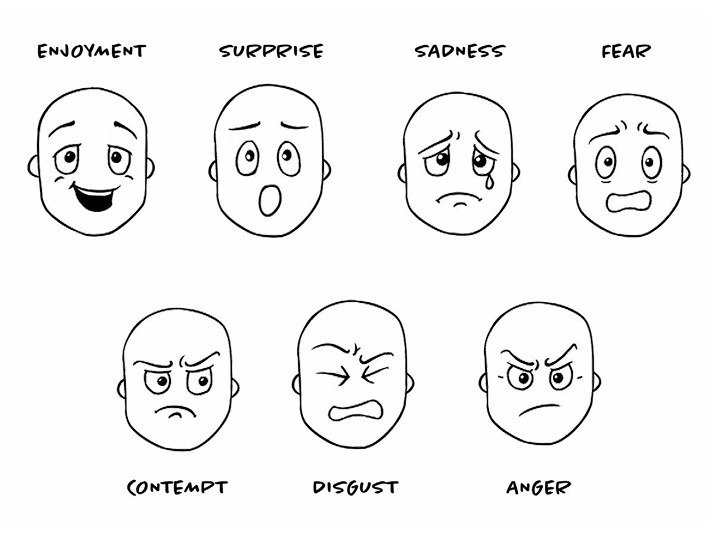 ENJOYMENT
SURPRISE
SADNESS
FEAR
CONTEMPT
DISGUST
ANGER